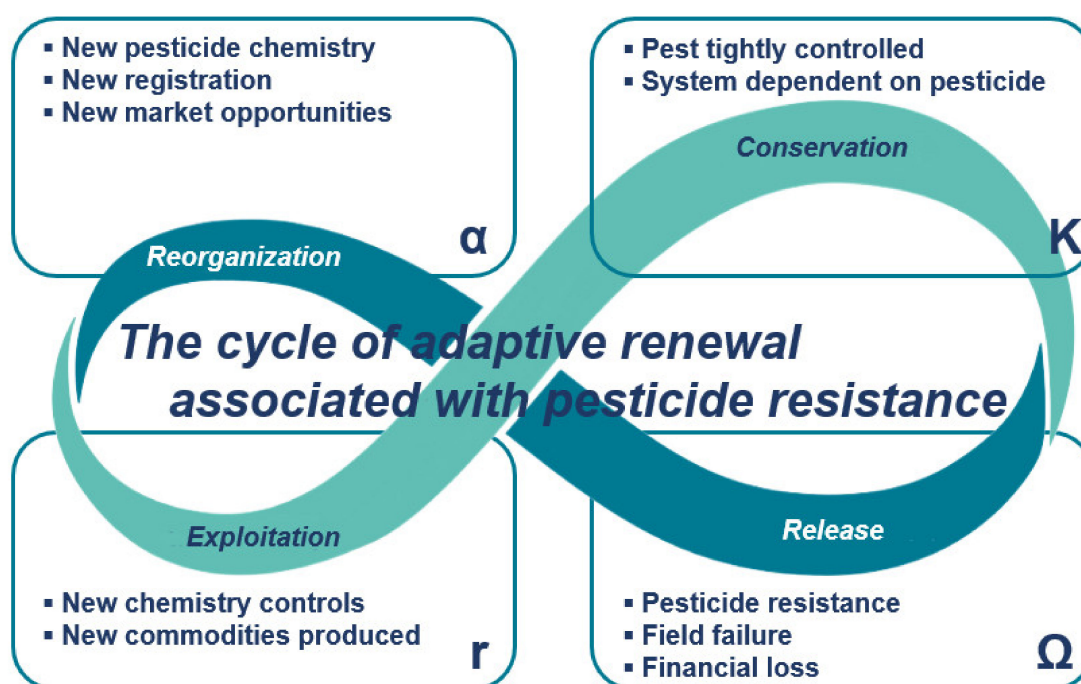 ▪ New pesticide chemistry
▪ New registration
▪ New market opportunities
α
Reorganization
▪ Pest tightly controlled
▪ System dependent on pesticide
Conservation
K
The cycle of adaptive renewal
associated with pesticide resistance
Exploitation
▪ New chemistry controls
▪ New commodities produced
r
Release
▪ Pesticide resistance
▪ Field failure
▪ Financial loss
Ω